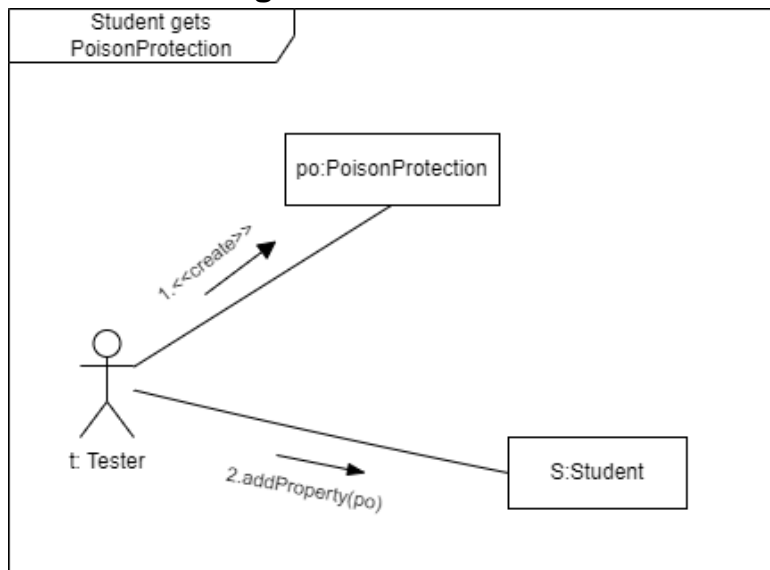 Student gets
PoisonProtection
po:PoisonProtection
1.<<create>>
t: Tester
2.addProperty(po)
S:Student